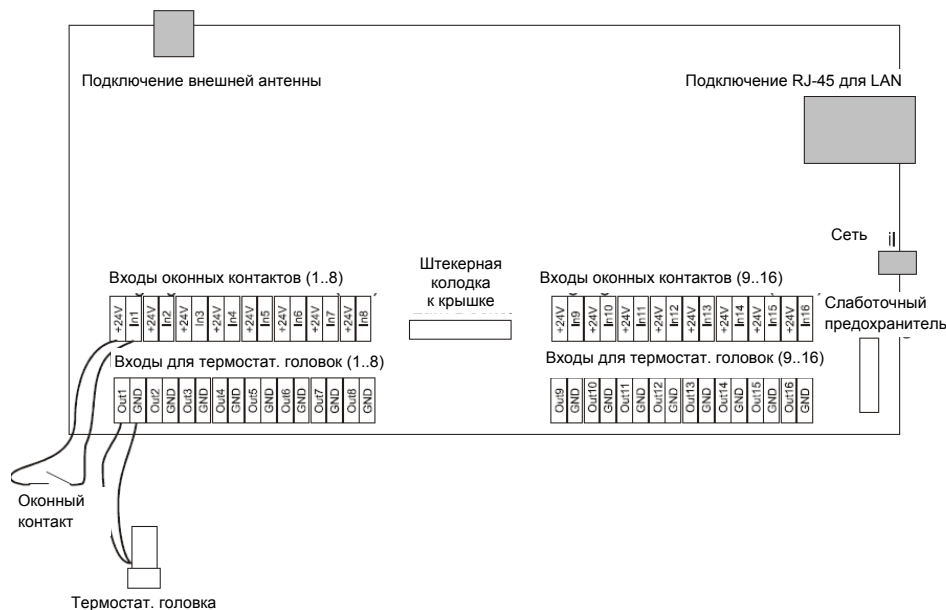 Подключение внешней антенны
Подключение RJ-45 для LAN
Сеть
Входы оконных контактов (1..8)
Штекерная
колодка
к крышке
Входы оконных контактов (9..16)
Слаботочный
предохранитель
+24V In1 +24V In2 +24V In3 +24V In4 +24V In5 +24V In6 +24V In7 +24V In8
+24V In9 +24V In10 +24V In11 +24V In12 +24V In13 +24V In14 +24V In15 +24V In16
Входы для термостат. головок (1..8)
Входы для термостат. головок (9..16)
Out1 GND Out2 GND Out3 GND Out4 GND Out5 GND Out6 GND Out7 GND Out8 GND
Out9 GND Out10 GND Out11 GND Out12 GND Out13 GND Out14 GND Out15 GND Out16 GND
Оконный
контакт
Термостат. головка